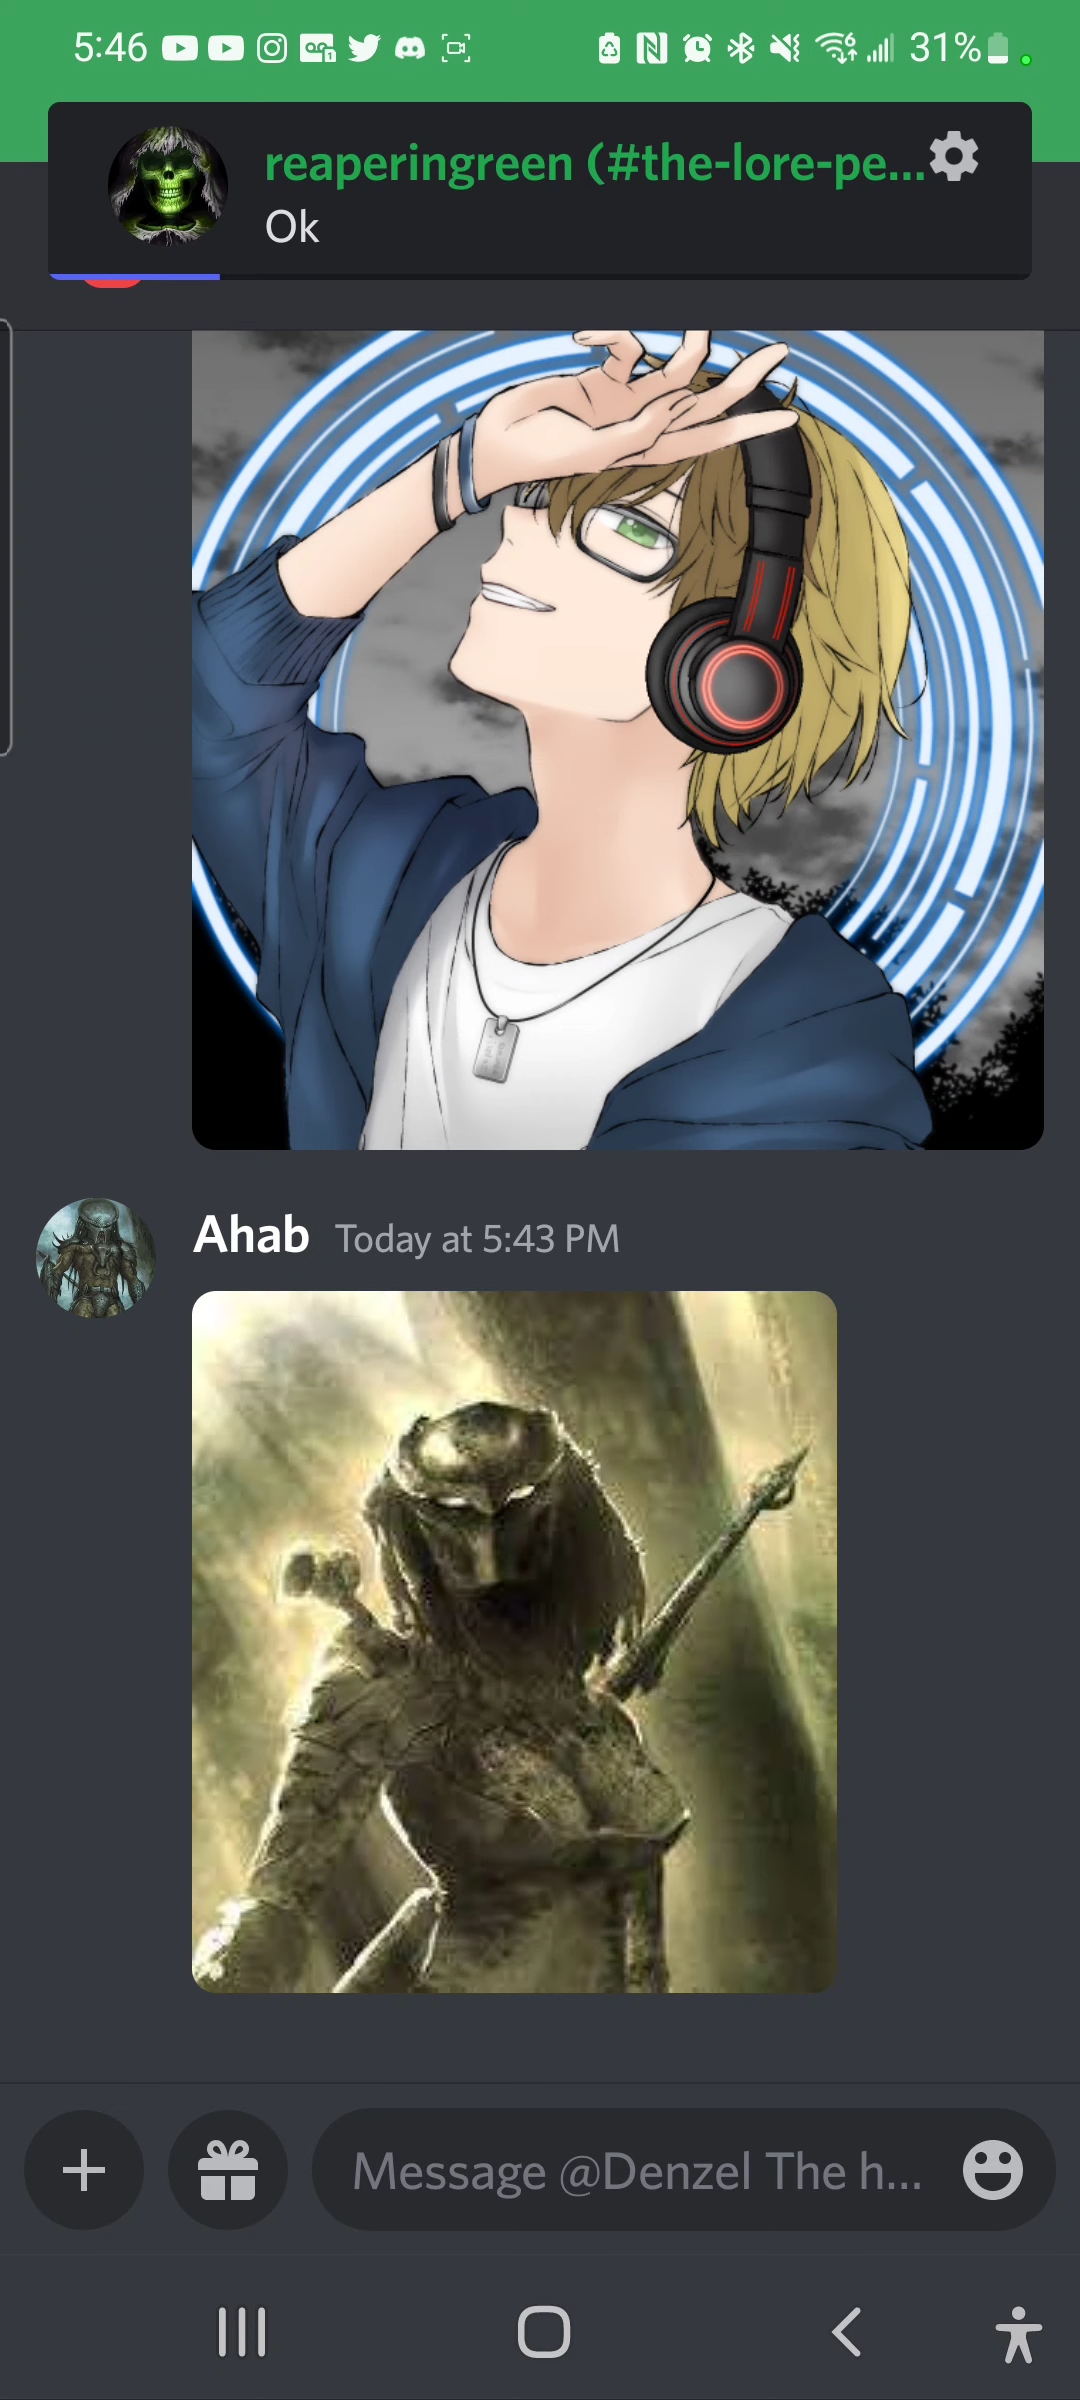 5:46
31%
reaperingreen (#the-lore-pe...
Ok
Ahab Today at 5:43 PM
Message @Denzel The h...